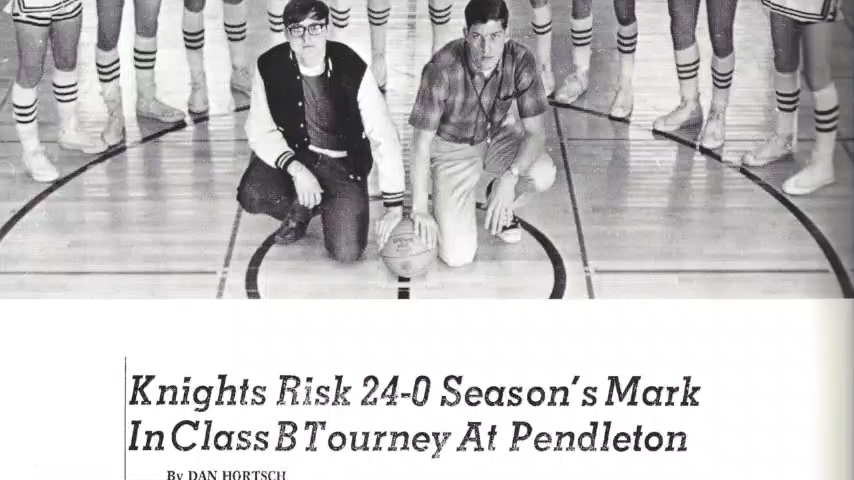 Knights Risk 24-0 Season's Mark
In Class B Tourney At Pendleton
By DAN HORTSCH